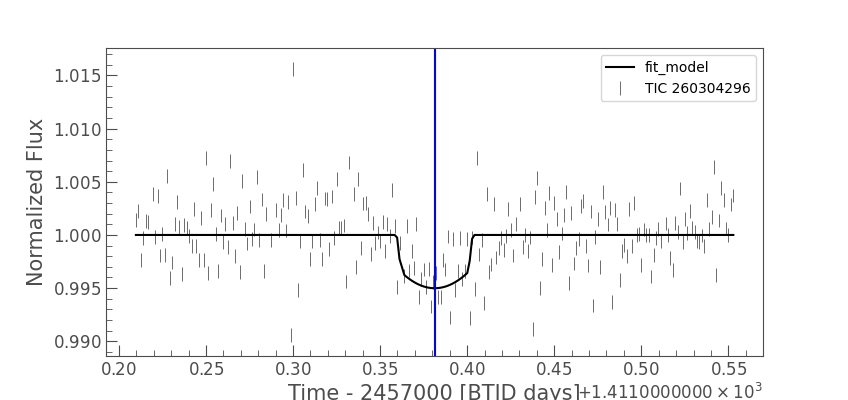 Normalized Flux
1.015
1.010
1.005
1.000
0.995
0.990
fit_model
TIC 260304296
0.20 0.25 0.30 0.35 0.40 0.45 0.50 0.55
Time - 2457000 [BTJD days]
+1.4110000000 × 10³